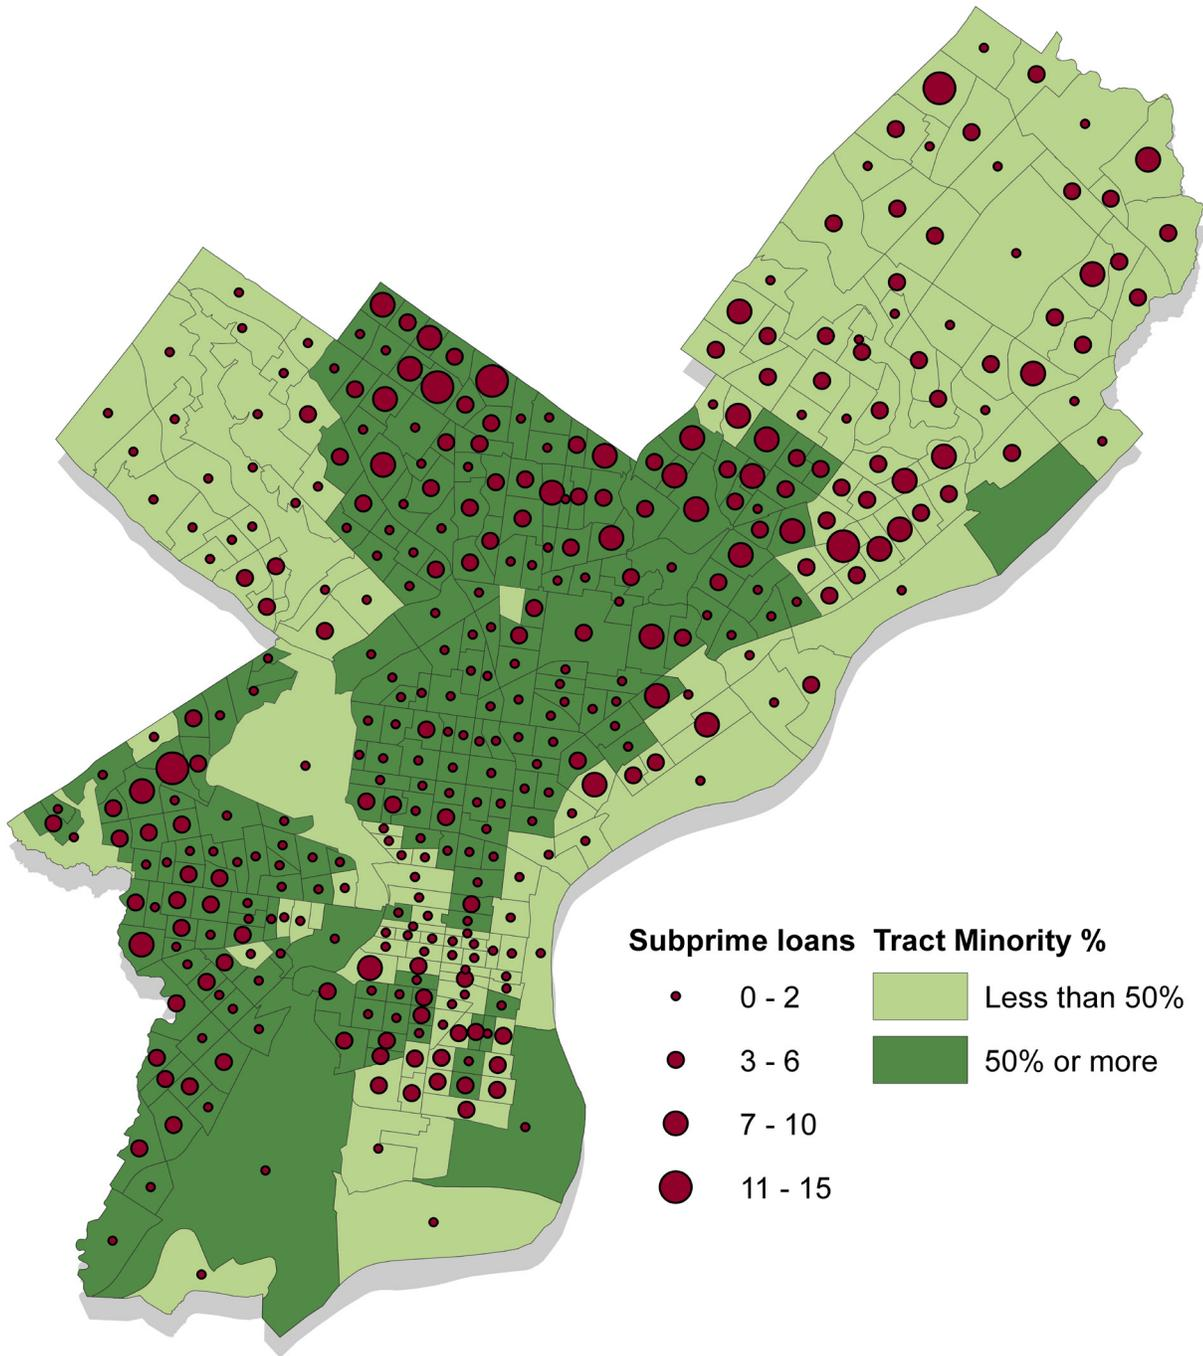 Subprime loans Tract Minority %
0 - 2 Less than 50%
3 - 6 50% or more
7 - 10
11 - 15